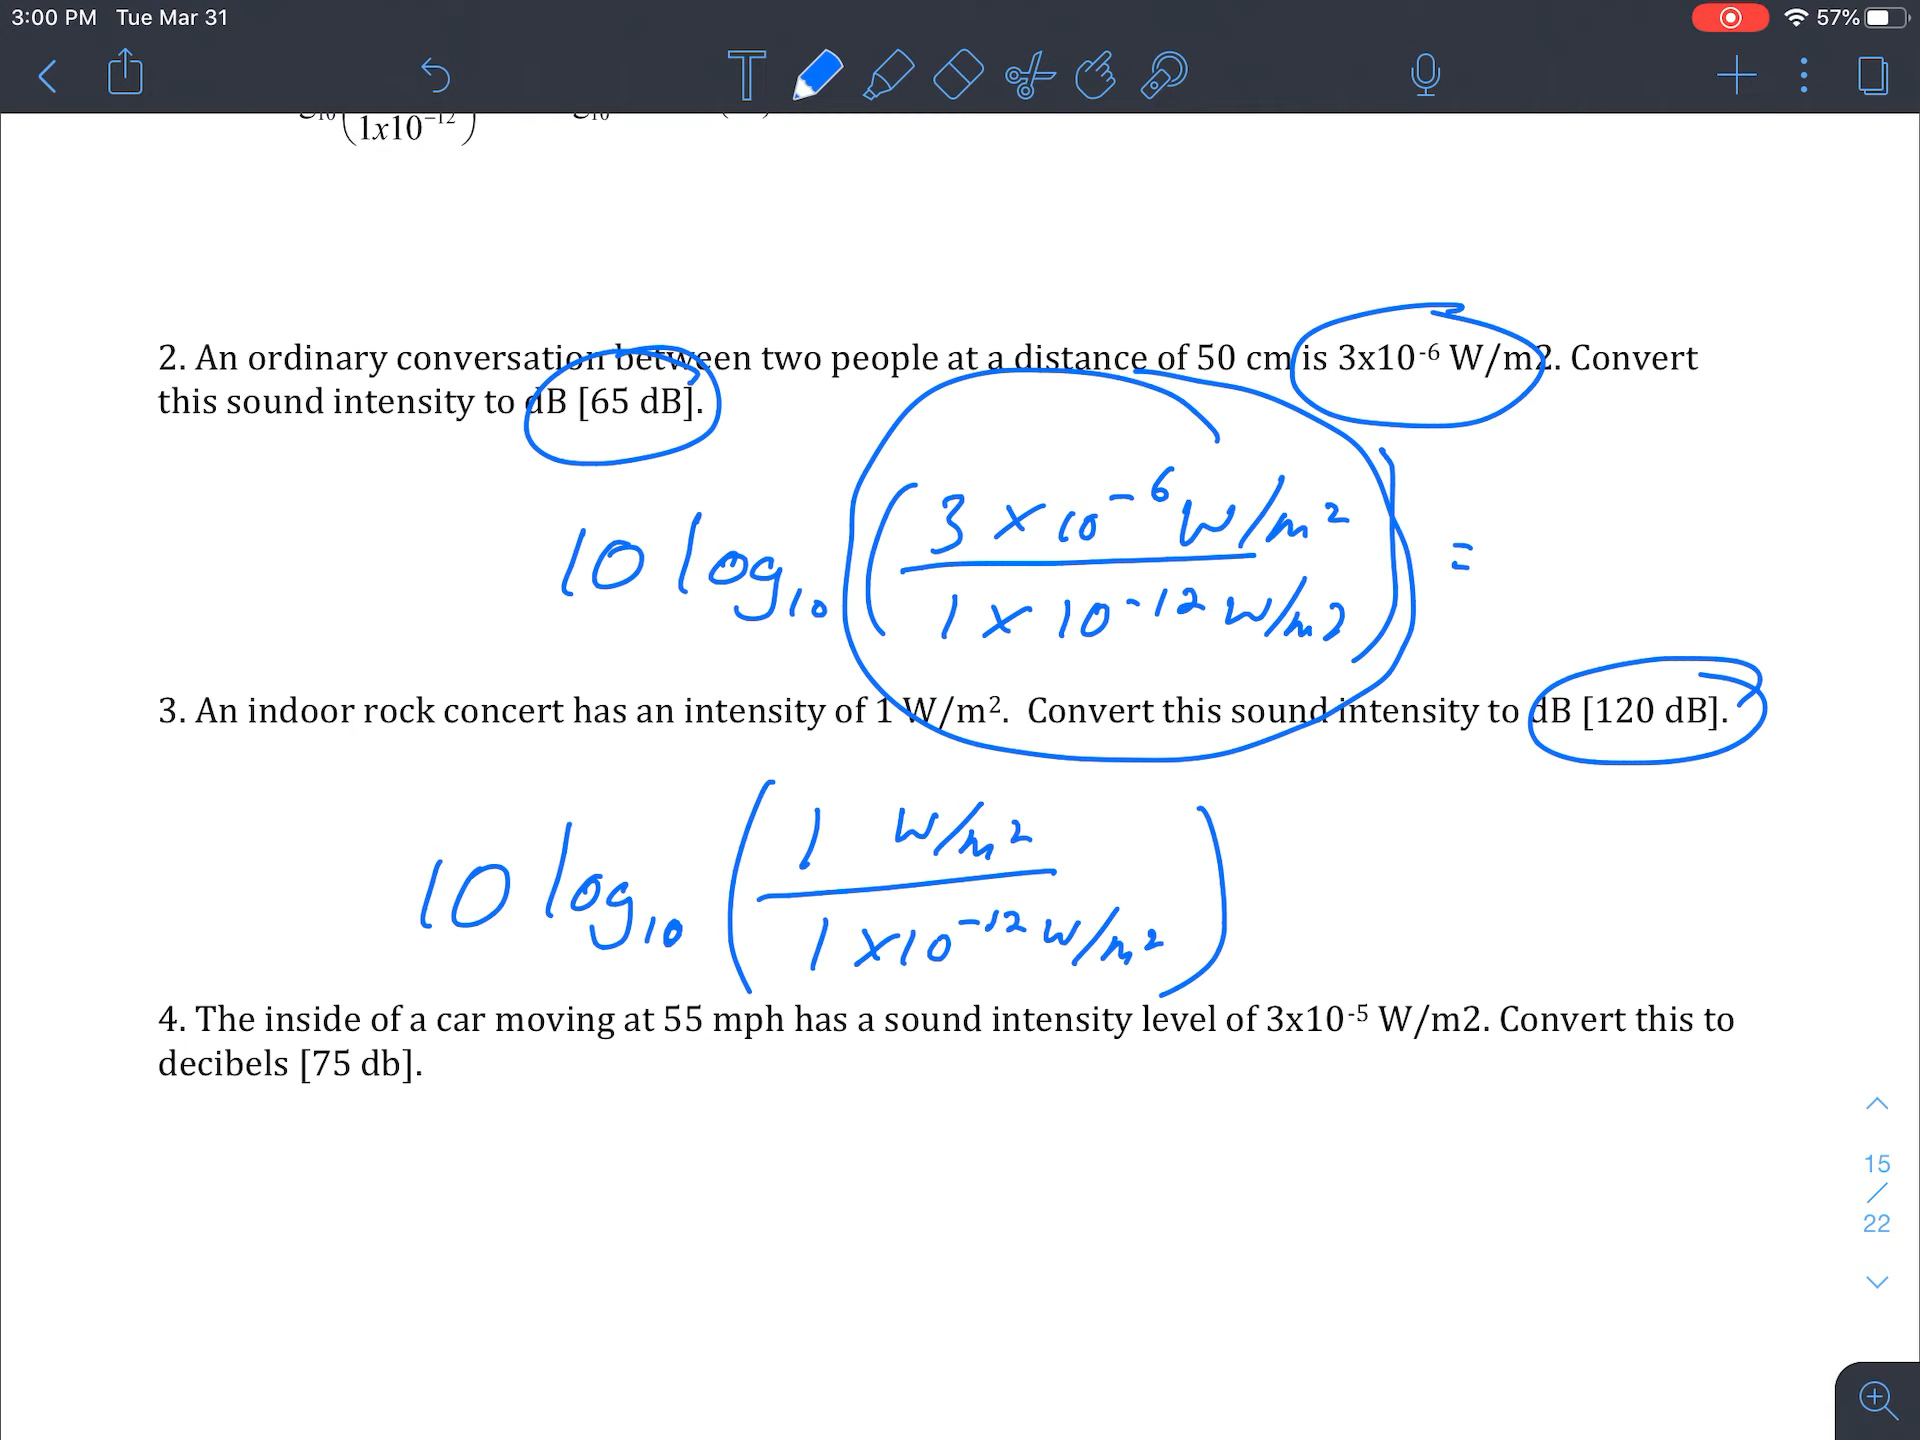 3:00 PM Tue Mar 31
57%
1x10⁻¹²
2. An ordinary conversation between two people at a distance of 50 cm is 3x10⁻⁶ W/m2. Convert
this sound intensity to dB [65 dB].
10 log₁₀ (3 x 10⁻⁶ W/m²
1 x 10⁻¹² W/m2) =
3. An indoor rock concert has an intensity of 1 W/m². Convert this sound intensity to dB [120 dB].
10 log₁₀ (1 W/m²
1 x10⁻¹² W/m²)
4. The inside of a car moving at 55 mph has a sound intensity level of 3x10⁻⁵ W/m2. Convert this to
decibels [75 db].
15
/
22